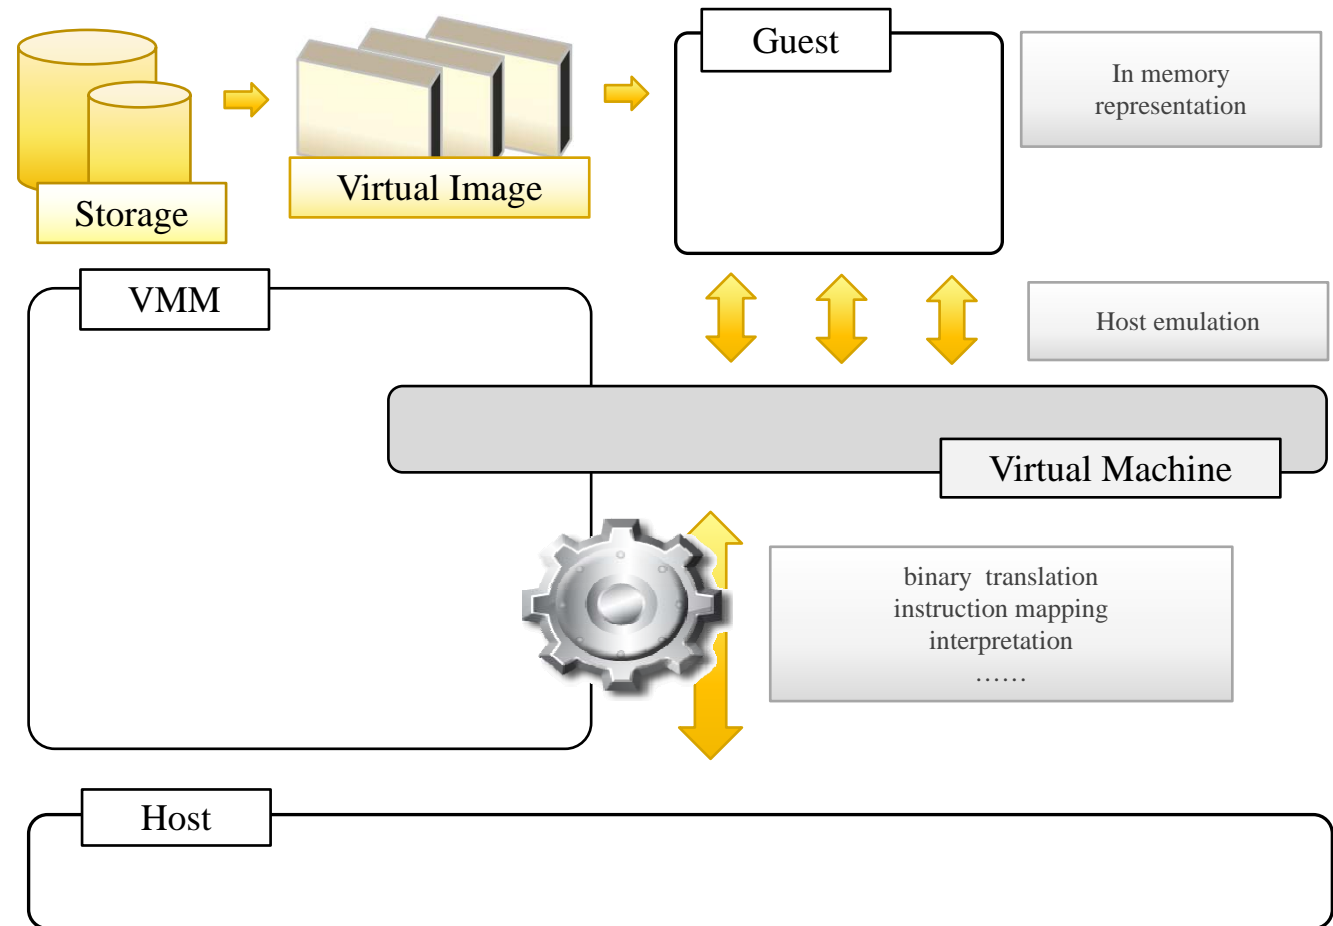 Guest
In memory
representation
Storage
Virtual Image
VMM
Host emulation
Virtual Machine
binary translation
instruction mapping
interpretation
……
Host